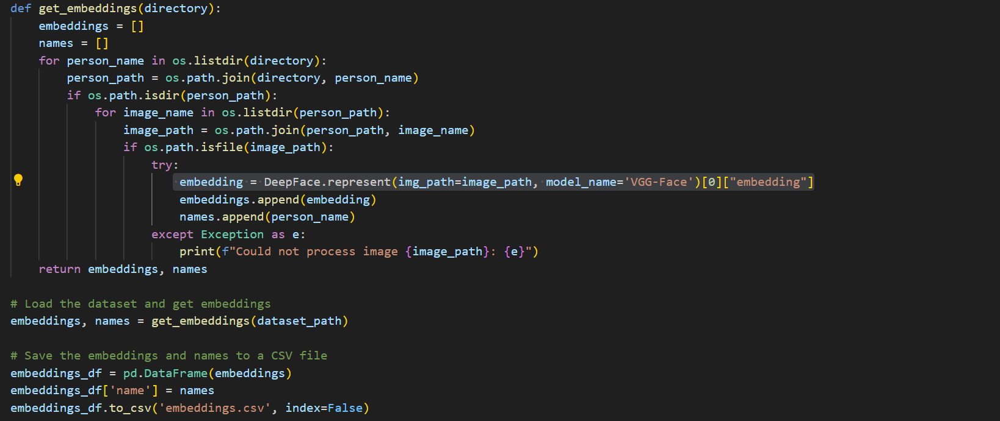 def get_embeddings(directory):
    embeddings = []
    names = []
    for person_name in os.listdir(directory):
        person_path = os.path.join(directory, person_name)
        if os.path.isdir(person_path):
            for image_name in os.listdir(person_path):
                image_path = os.path.join(person_path, image_name)
                if os.path.isfile(image_path):
                    try:
                        embedding = DeepFace.represent(img_path=image_path, model_name='VGG-Face')[0]["embedding"]
                        embeddings.append(embedding)
                        names.append(person_name)
                    except Exception as e:
                        print(f"Could not process image {image_path}: {e}")
    return embeddings, names

# Load the dataset and get embeddings
embeddings, names = get_embeddings(dataset_path)

# Save the embeddings and names to a CSV file
embeddings_df = pd.DataFrame(embeddings)
embeddings_df['name'] = names
embeddings_df.to_csv('embeddings.csv', index=False)